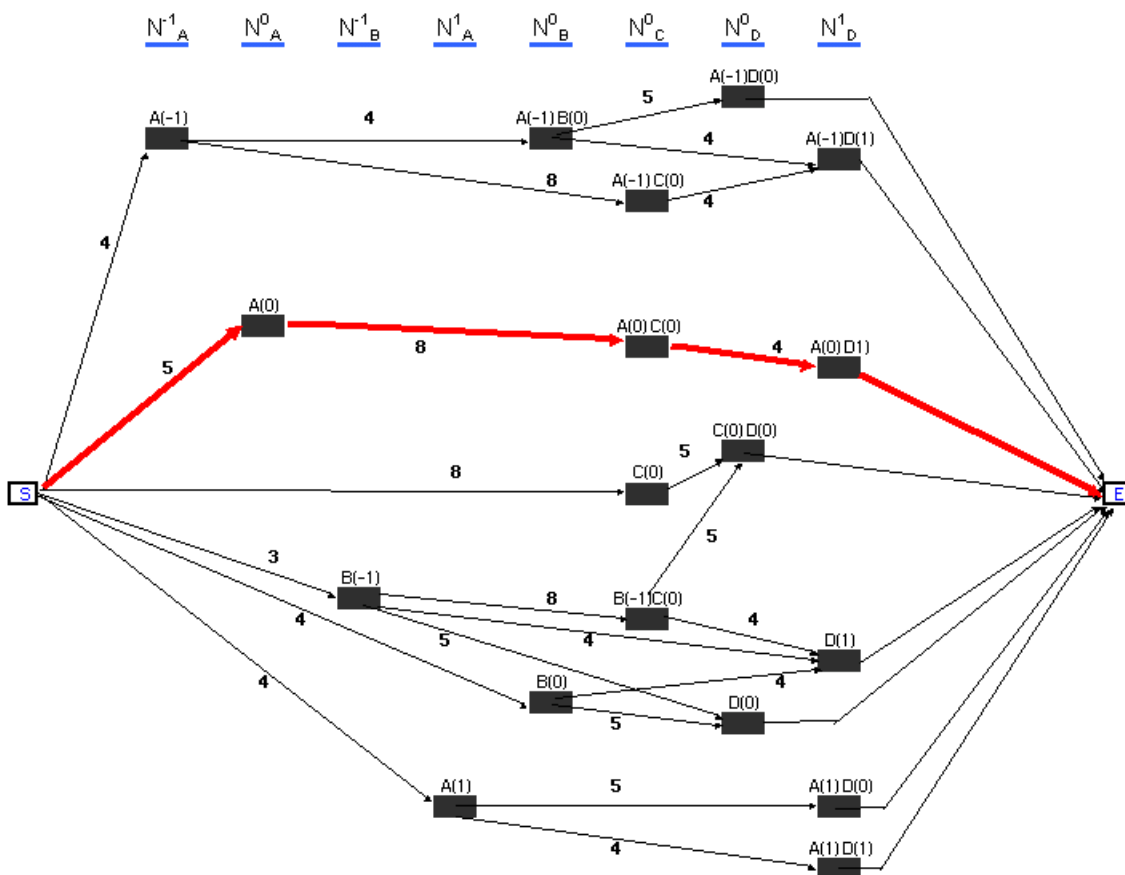 N⁻¹A N⁰A N⁻¹B N¹A N⁰B N⁰C N⁰D N¹D
A(-1)D(0)
5
A(-1)
4
A(-1)B(0)
4
A(-1)D(1)
8
A(-1)C(0)
4
4
A(0)
A(0)C(0)
8
4
A(0)D1)
5
C(0)D(0)
8
C(0)
5
S
E
5
3
B(-1)
8
B(-1)C(0)
4
4
5
4
D(1)
4
B(0)
4
5
D(0)
A(1)
5
A(1)D(0)
4
A(1)D(1)